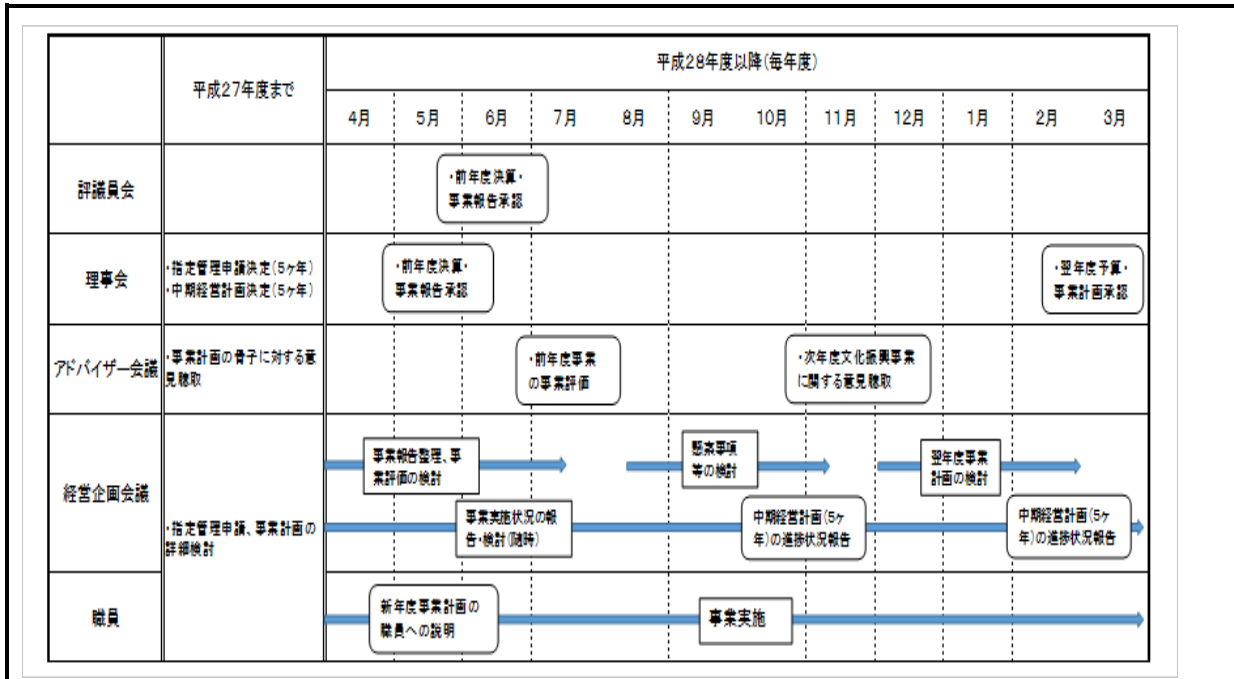 平成27年度まで
平成28年度以降(毎年度)
4月 5月 6月 7月 8月 9月 10月 11月 12月 1月 2月 3月
評議員会
・前年度決算・
事業報告承認
理事会
・指定管理申請決定(5ヶ年)
・中期経営計画決定(5ヶ年)
・前年度決算・
事業報告承認
・翌年度予算・
事業計画承認
アドバイザー会議
・事業計画の骨子に対する意
見聴取
・前年度事業
の事業評価
・次年度文化振興事業
に関する意見聴取
経営企画会議
・指定管理申請、事業計画の
詳細検討
事業報告整理、事
業評価の検討
懸案事項
等の検討
翌年度事業
計画の検討
事業実施状況の報
告・検討(随時)
中期経営計画(5ヶ
年)の進捗状況報告
中期経営計画(5ヶ
年)の進捗状況報告
職員
新年度事業計画の
職員への説明
事業実施